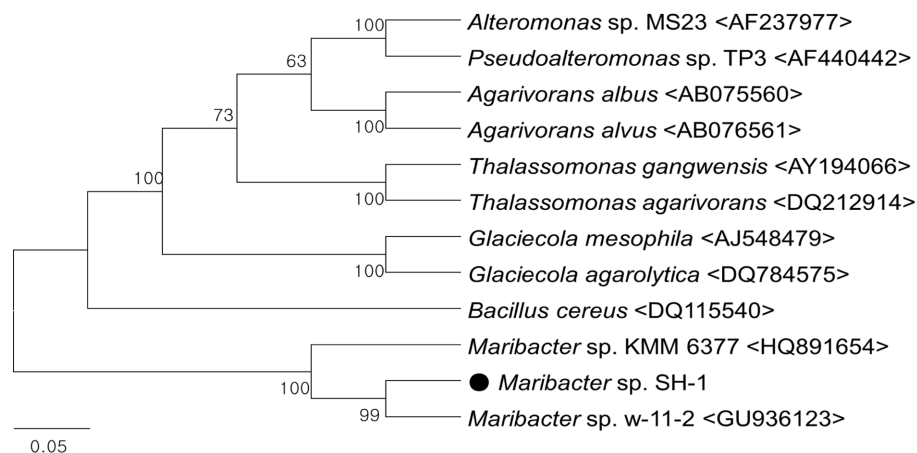 100
Alteromonas sp. MS23 <AF237977>
63
Pseudoalteromonas sp. TP3 <AF440442>
Agarivorans albus <AB075560>
73
100
Agarivorans alvus <AB076561>
Thalassomonas gangwensis <AY194066>
100
100
Thalassomonas agarivorans <DQ212914>
Glaciecola mesophila <AJ548479>
100
Glaciecola agarolytica <DQ784575>
Bacillus cereus <DQ115540>
Maribacter sp. KMM 6377 <HQ891654>
100
Maribacter sp. SH-1
99
Maribacter sp. w-11-2 <GU936123>
0.05